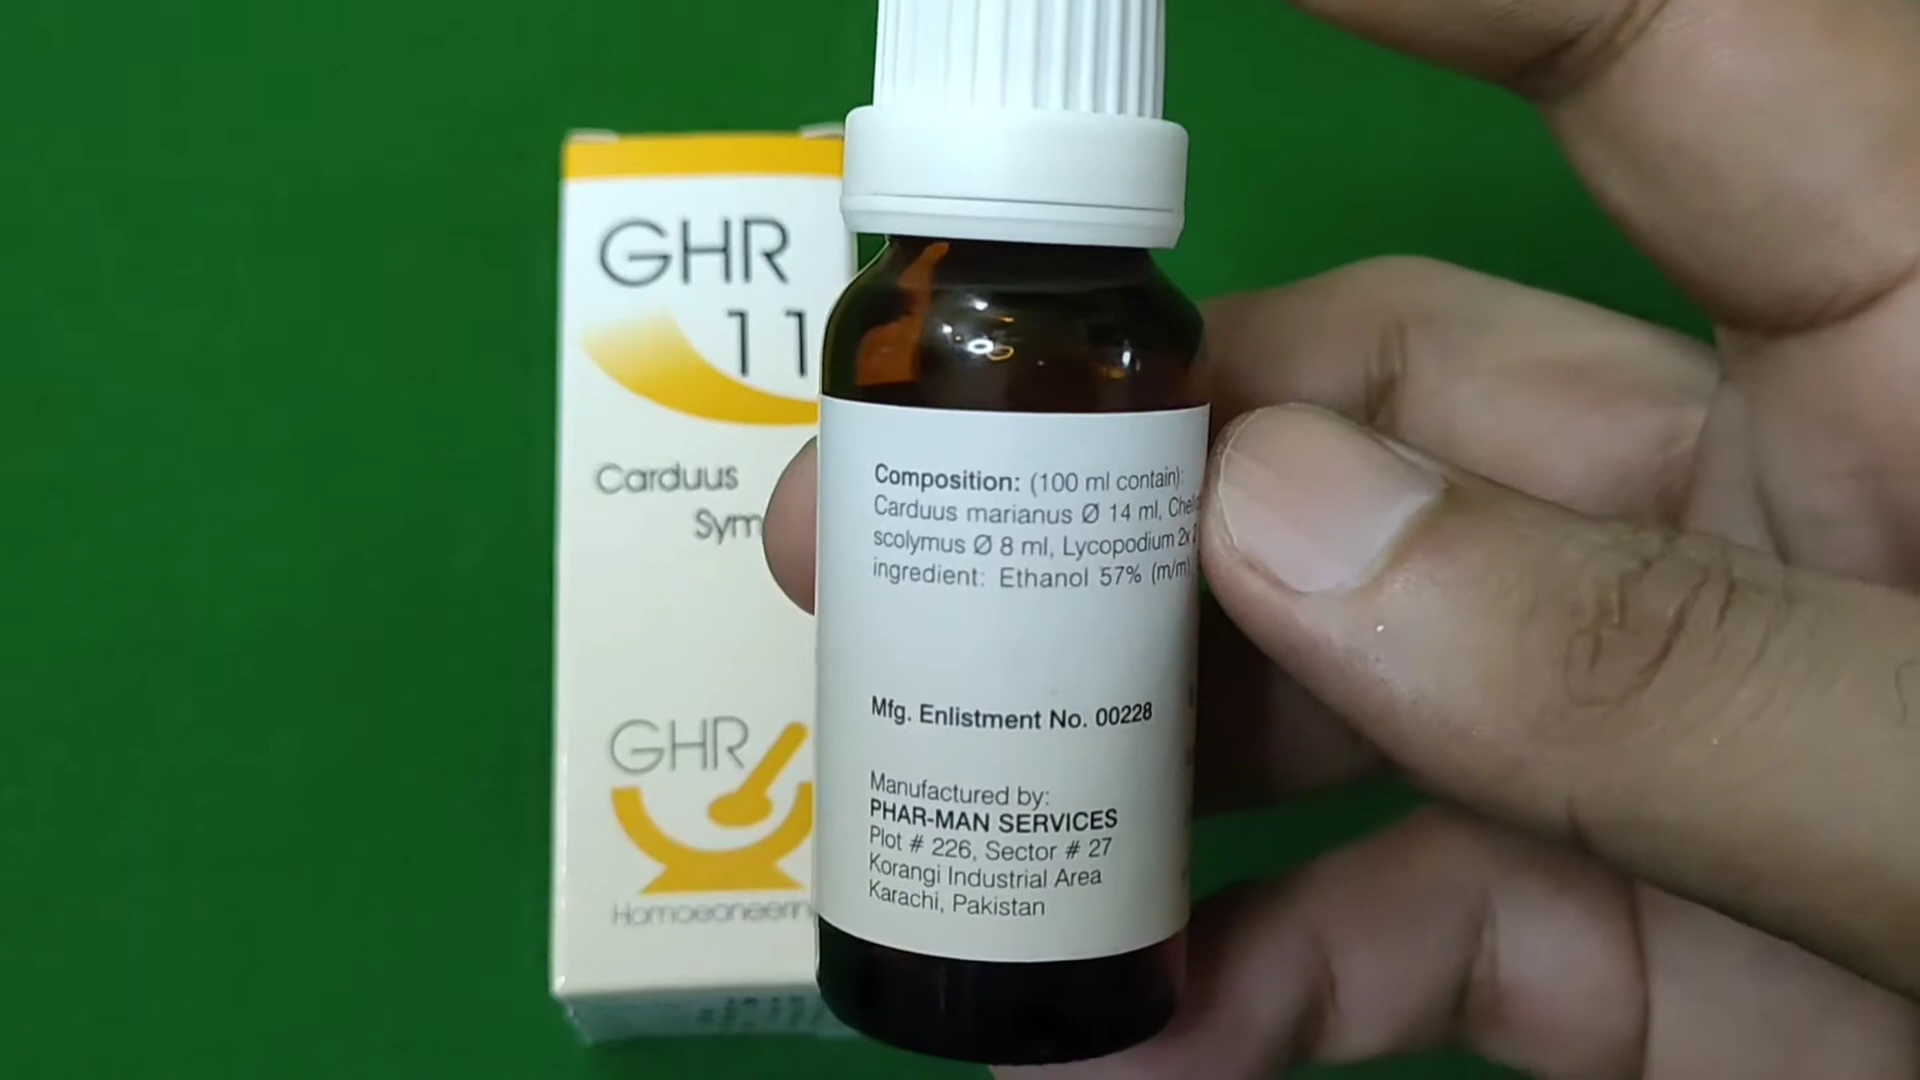 GHR
11
Carduus
Sym
GHR
Composition: (100 ml contain):
Carduus marianus Ø 14 ml,
scolymus Ø 8 ml, Lycopodium 2x
ingredient: Ethanol 57% (m/m)
Mfg. Enlistment No. 00228
Manufactured by:
PHAR-MAN SERVICES
Plot # 226, Sector # 27
Korangi Industrial Area
Karachi, Pakistan